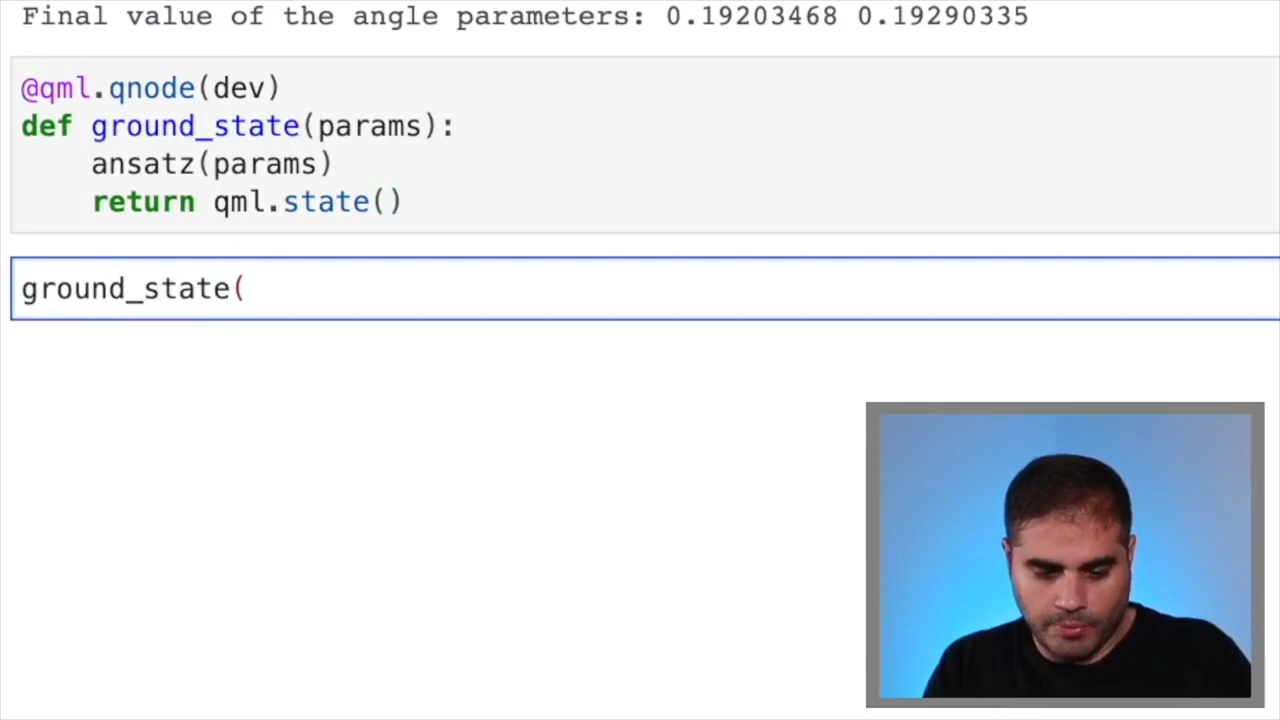 Final value of the angle parameters: 0.19203468 0.19290335
@qml.qnode(dev)
def ground_state(params):
    ansatz(params)
    return qml.state()
ground_state(